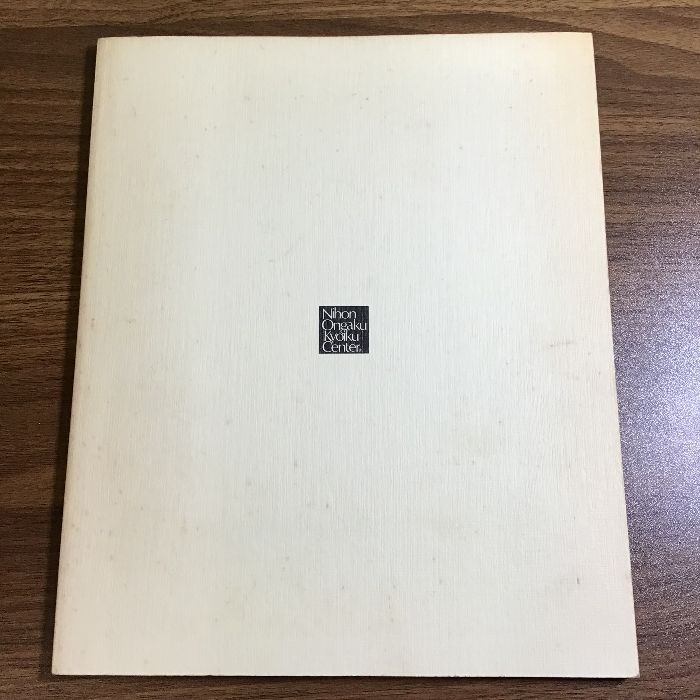 Nihon
Ongaku
Kyoiku
Center.